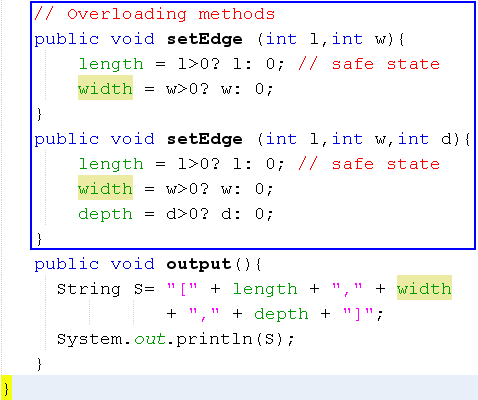 // Overloading methods
public void setEdge (int l,int w){
length = l>0? l: 0; // safe state
width = w>0? w: 0;
}
public void setEdge (int l,int w,int d){
length = l>0? l: 0; // safe state
width = w>0? w: 0;
depth = d>0? d: 0;
}
public void output(){
String S= "[" + length + "," + width
+ "," + depth + "]";
System.out.println(S);
}
}